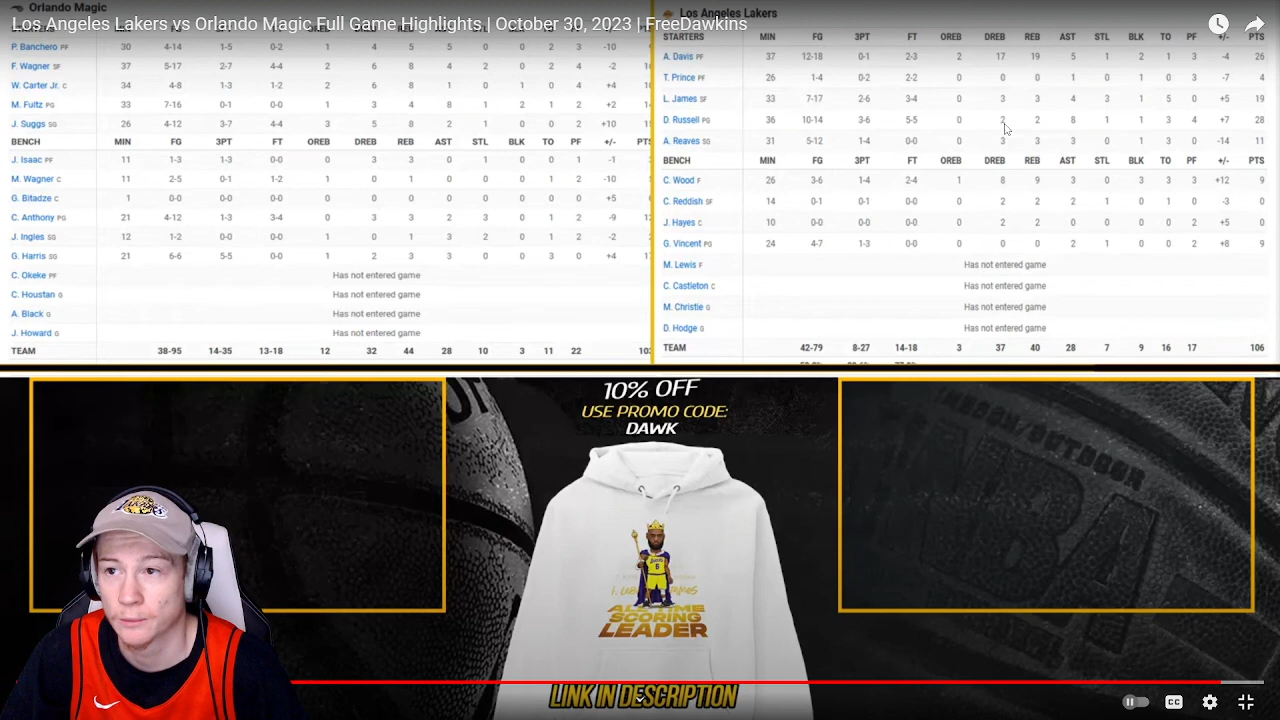 Los Angeles Lakers vs Orlando Magic Full Game Highlights | October 30, 2023 | FreeDawkins
Orlando Magic
P. Banchero PF 30 4-14 1-5 0-2 1 4 5 5 0 0 2 3 -10
F. Wagner SF 37 5-17 2-7 4-4 2 6 8 4 2 0 2 4 -2
W. Carter Jr. C 34 4-8 1-3 1-2 2 6 8 1 0 1 0 4 +4
M. Fultz PG 33 7-16 0-1 0-0 1 3 4 8 1 2 1 2 +2
J. Suggs SG 26 4-12 3-7 4-4 3 5 8 2 1 0 0 2 +10
BENCH MIN FG 3PT FT OREB DREB REB AST STL BLK TO PF +/- PTS
J. Isaac PF 11 1-3 1-3 0-0 0 3 3 0 1 0 0 1 -1
M. Wagner C 11 2-5 0-1 1-2 1 0 1 0 0 0 1 2 -10
G. Bitadze C 1 0-0 0-0 0-0 0 0 0 0 0 0 0 0 +5
C. Anthony PG 21 4-12 1-3 3-4 0 3 3 2 3 0 1 2 -9
J. Ingles SG 12 1-2 0-0 0-0 1 0 1 3 2 0 1 2 -2
G. Harris SG 21 6-6 5-5 0-0 1 2 3 3 0 0 3 0 +4
C. Okeke PF Has not entered game
C. Houstan G Has not entered game
A. Black G Has not entered game
J. Howard G Has not entered game
TEAM 38-95 14-35 13-18 12 32 44 28 10 3 11 22
Los Angeles Lakers
STARTERS MIN FG 3PT FT OREB DREB REB AST STL BLK TO PF +/- PTS
A. Davis PF 37 12-18 0-1 2-3 2 17 19 5 1 2 1 3 -4 26
T. Prince PF 26 1-4 0-2 2-2 0 0 0 1 0 1 0 3 -7 4
L. James SF 33 7-17 2-6 3-4 0 3 3 4 3 1 5 0 +5 19
D. Russell PG 36 10-14 3-6 5-5 0 2 2 8 1 1 3 4 +7 28
A. Reaves SG 31 5-12 1-4 0-0 0 3 3 3 0 1 3 0 -14 11
BENCH MIN FG 3PT FT OREB DREB REB AST STL BLK TO PF +/- PTS
C. Wood F 26 3-6 1-4 2-4 1 8 9 3 0 3 3 3 +12 9
C. Reddish SF 14 0-1 0-1 0-0 0 2 2 2 1 0 1 0 -3 0
J. Hayes C 10 0-0 0-0 0-0 0 2 2 0 0 0 0 2 +5 0
G. Vincent PG 24 4-7 1-3 0-0 0 0 0 2 1 0 0 2 +8 9
M. Lewis F Has not entered game
C. Castleton C Has not entered game
M. Christie G Has not entered game
D. Hodge G Has not entered game
TEAM 42-79 8-27 14-18 3 37 40 28 7 9 16 17 106
10% OFF
USE PROMO CODE:
DAWK
ALL-TIME
SCORING
LEADER
LINK IN DESCRIPTION